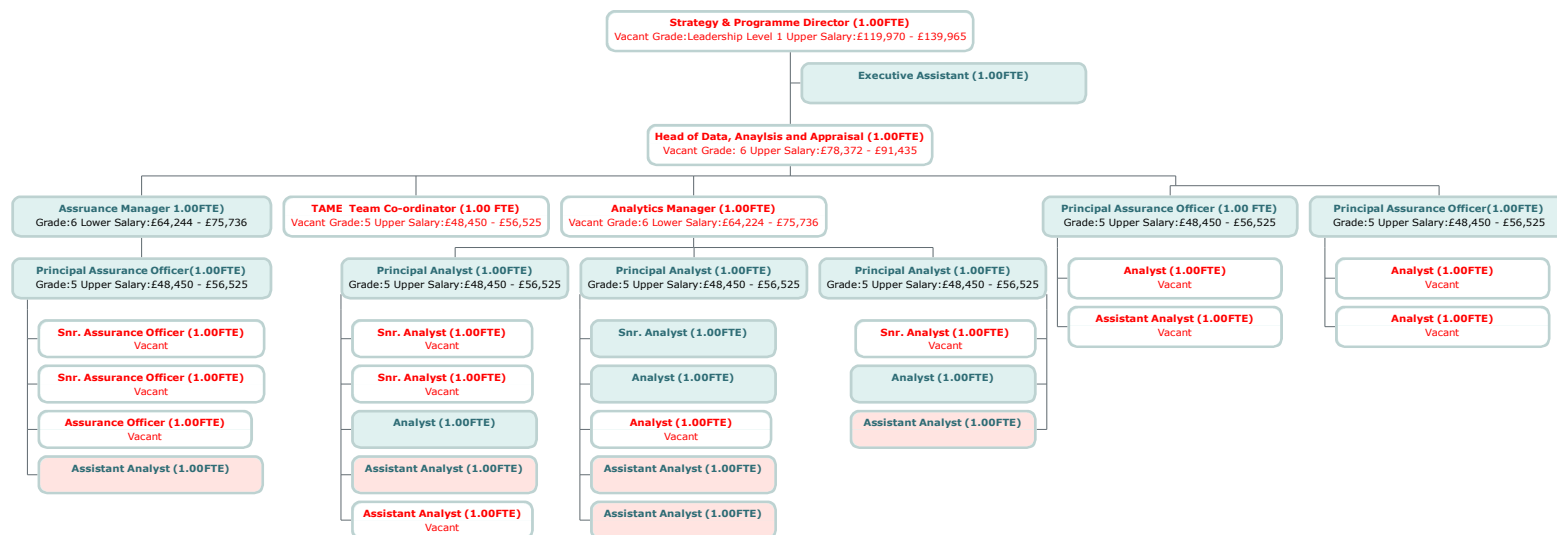 Strategy & Programme Director (1.00FTE)
Vacant Grade:Leadership Level 1 Upper Salary:£119,970 - £139,965
Executive Assistant (1.00FTE)
Head of Data, Anaylsis and Appraisal (1.00FTE)
Vacant Grade: 6 Upper Salary:£78,372 - £91,435
Assruance Manager 1.00FTE)
Grade:6 Lower Salary:£64,244 - £75,736
TAME Team Co-ordinator (1.00 FTE)
Vacant Grade:5 Upper Salary:£48,450 - £56,525
Analytics Manager (1.00FTE)
Vacant Grade:6 Lower Salary:£64,224 - £75,736
Principal Assurance Officer (1.00 FTE)
Grade:5 Upper Salary:£48,450 - £56,525
Principal Assurance Officer(1.00FTE)
Grade:5 Upper Salary:£48,450 - £56,525
Principal Assurance Officer(1.00FTE)
Grade:5 Upper Salary:£48,450 - £56,525
Snr. Assurance Officer (1.00FTE)
Vacant
Snr. Assurance Officer (1.00FTE)
Vacant
Assurance Officer (1.00FTE)
Vacant
Assistant Analyst (1.00FTE)
Principal Analyst (1.00FTE)
Grade:5 Upper Salary:£48,450 - £56,525
Snr. Analyst (1.00FTE)
Vacant
Snr. Analyst (1.00FTE)
Vacant
Analyst (1.00FTE)
Assistant Analyst (1.00FTE)
Assistant Analyst (1.00FTE)
Vacant
Principal Analyst (1.00FTE)
Grade:5 Upper Salary:£48,450 - £56,525
Snr. Analyst (1.00FTE)
Analyst (1.00FTE)
Analyst (1.00FTE)
Vacant
Assistant Analyst (1.00FTE)
Assistant Analyst (1.00FTE)
Principal Analyst (1.00FTE)
Grade:5 Upper Salary:£48,450 - £56,525
Snr. Analyst (1.00FTE)
Vacant
Analyst (1.00FTE)
Assistant Analyst (1.00FTE)
Analyst (1.00FTE)
Vacant
Assistant Analyst (1.00FTE)
Vacant
Analyst (1.00FTE)
Vacant
Analyst (1.00FTE)
Vacant